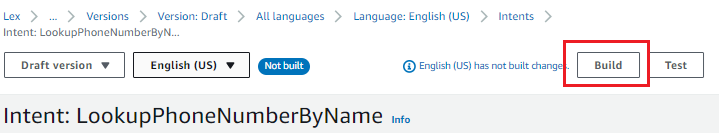 Lex > ... > Versions > Version: Draft > All languages > Language: English (US) > Intents >
Intent: LookupPhoneNumberByN...
Draft version ▼ English (US) ▼ Not built English (US) has not built changes. Build Test
Intent: LookupPhoneNumberByName Info